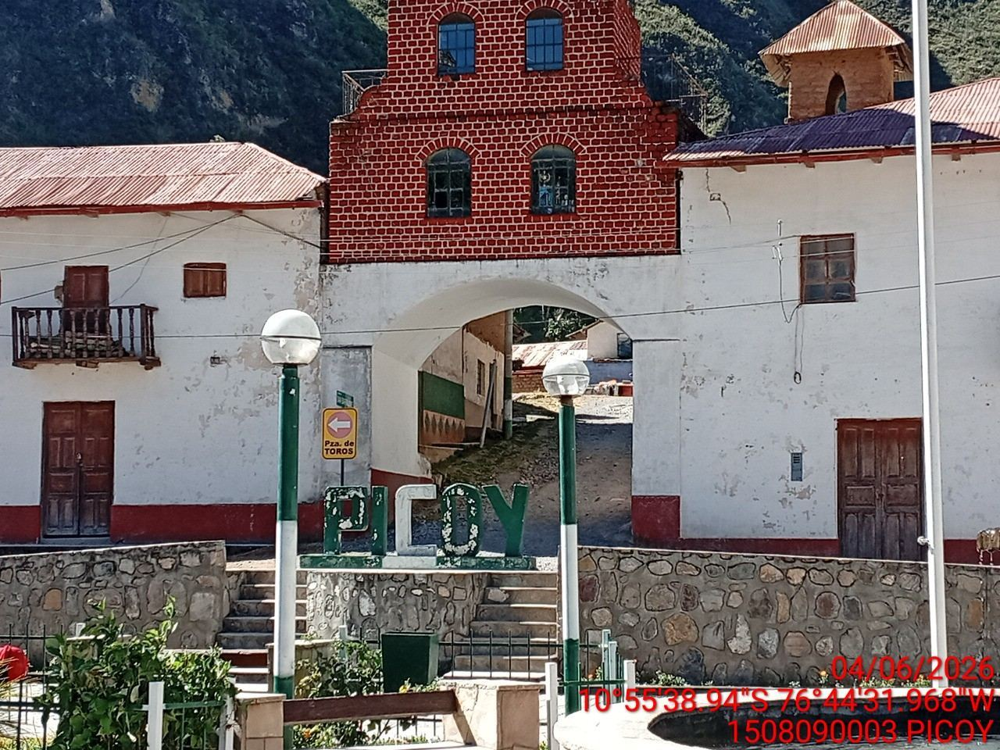 Pza. de
TOROS
PICOY
04/06/2026
10°55'38.94"S 76°44'31.968"W
1508090003 PICOY